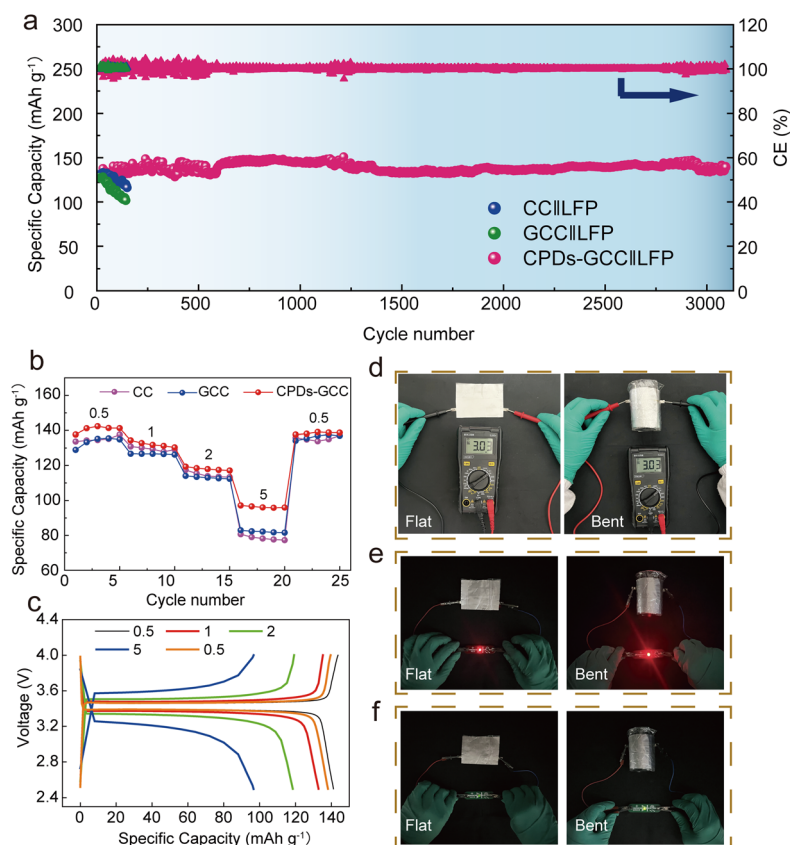 a
300
250
200
150
100
50
0
Specific Capacity (mAh g⁻¹)
120
100
80
60
40
20
0
CE (%)
CC||LFP
GCC||LFP
CPDs-GCC||LFP
0 500 1000 1500 2000 2500 3000
Cycle number
b
160
140
120
100
80
60
Specific Capacity (mAh g⁻¹)
CC GCC CPDs-GCC
0.5 1 2 5 0.5
0 5 10 15 20 25
Cycle number
c
4.4
4.0
3.6
3.2
2.8
2.4
Voltage (V)
0.5 1 2
5 0.5
0 20 40 60 80 100 120 140
Specific Capacity (mAh g⁻¹)
d
3.03
Flat
3.03
Bent
e
Flat
Bent
f
Flat
Bent